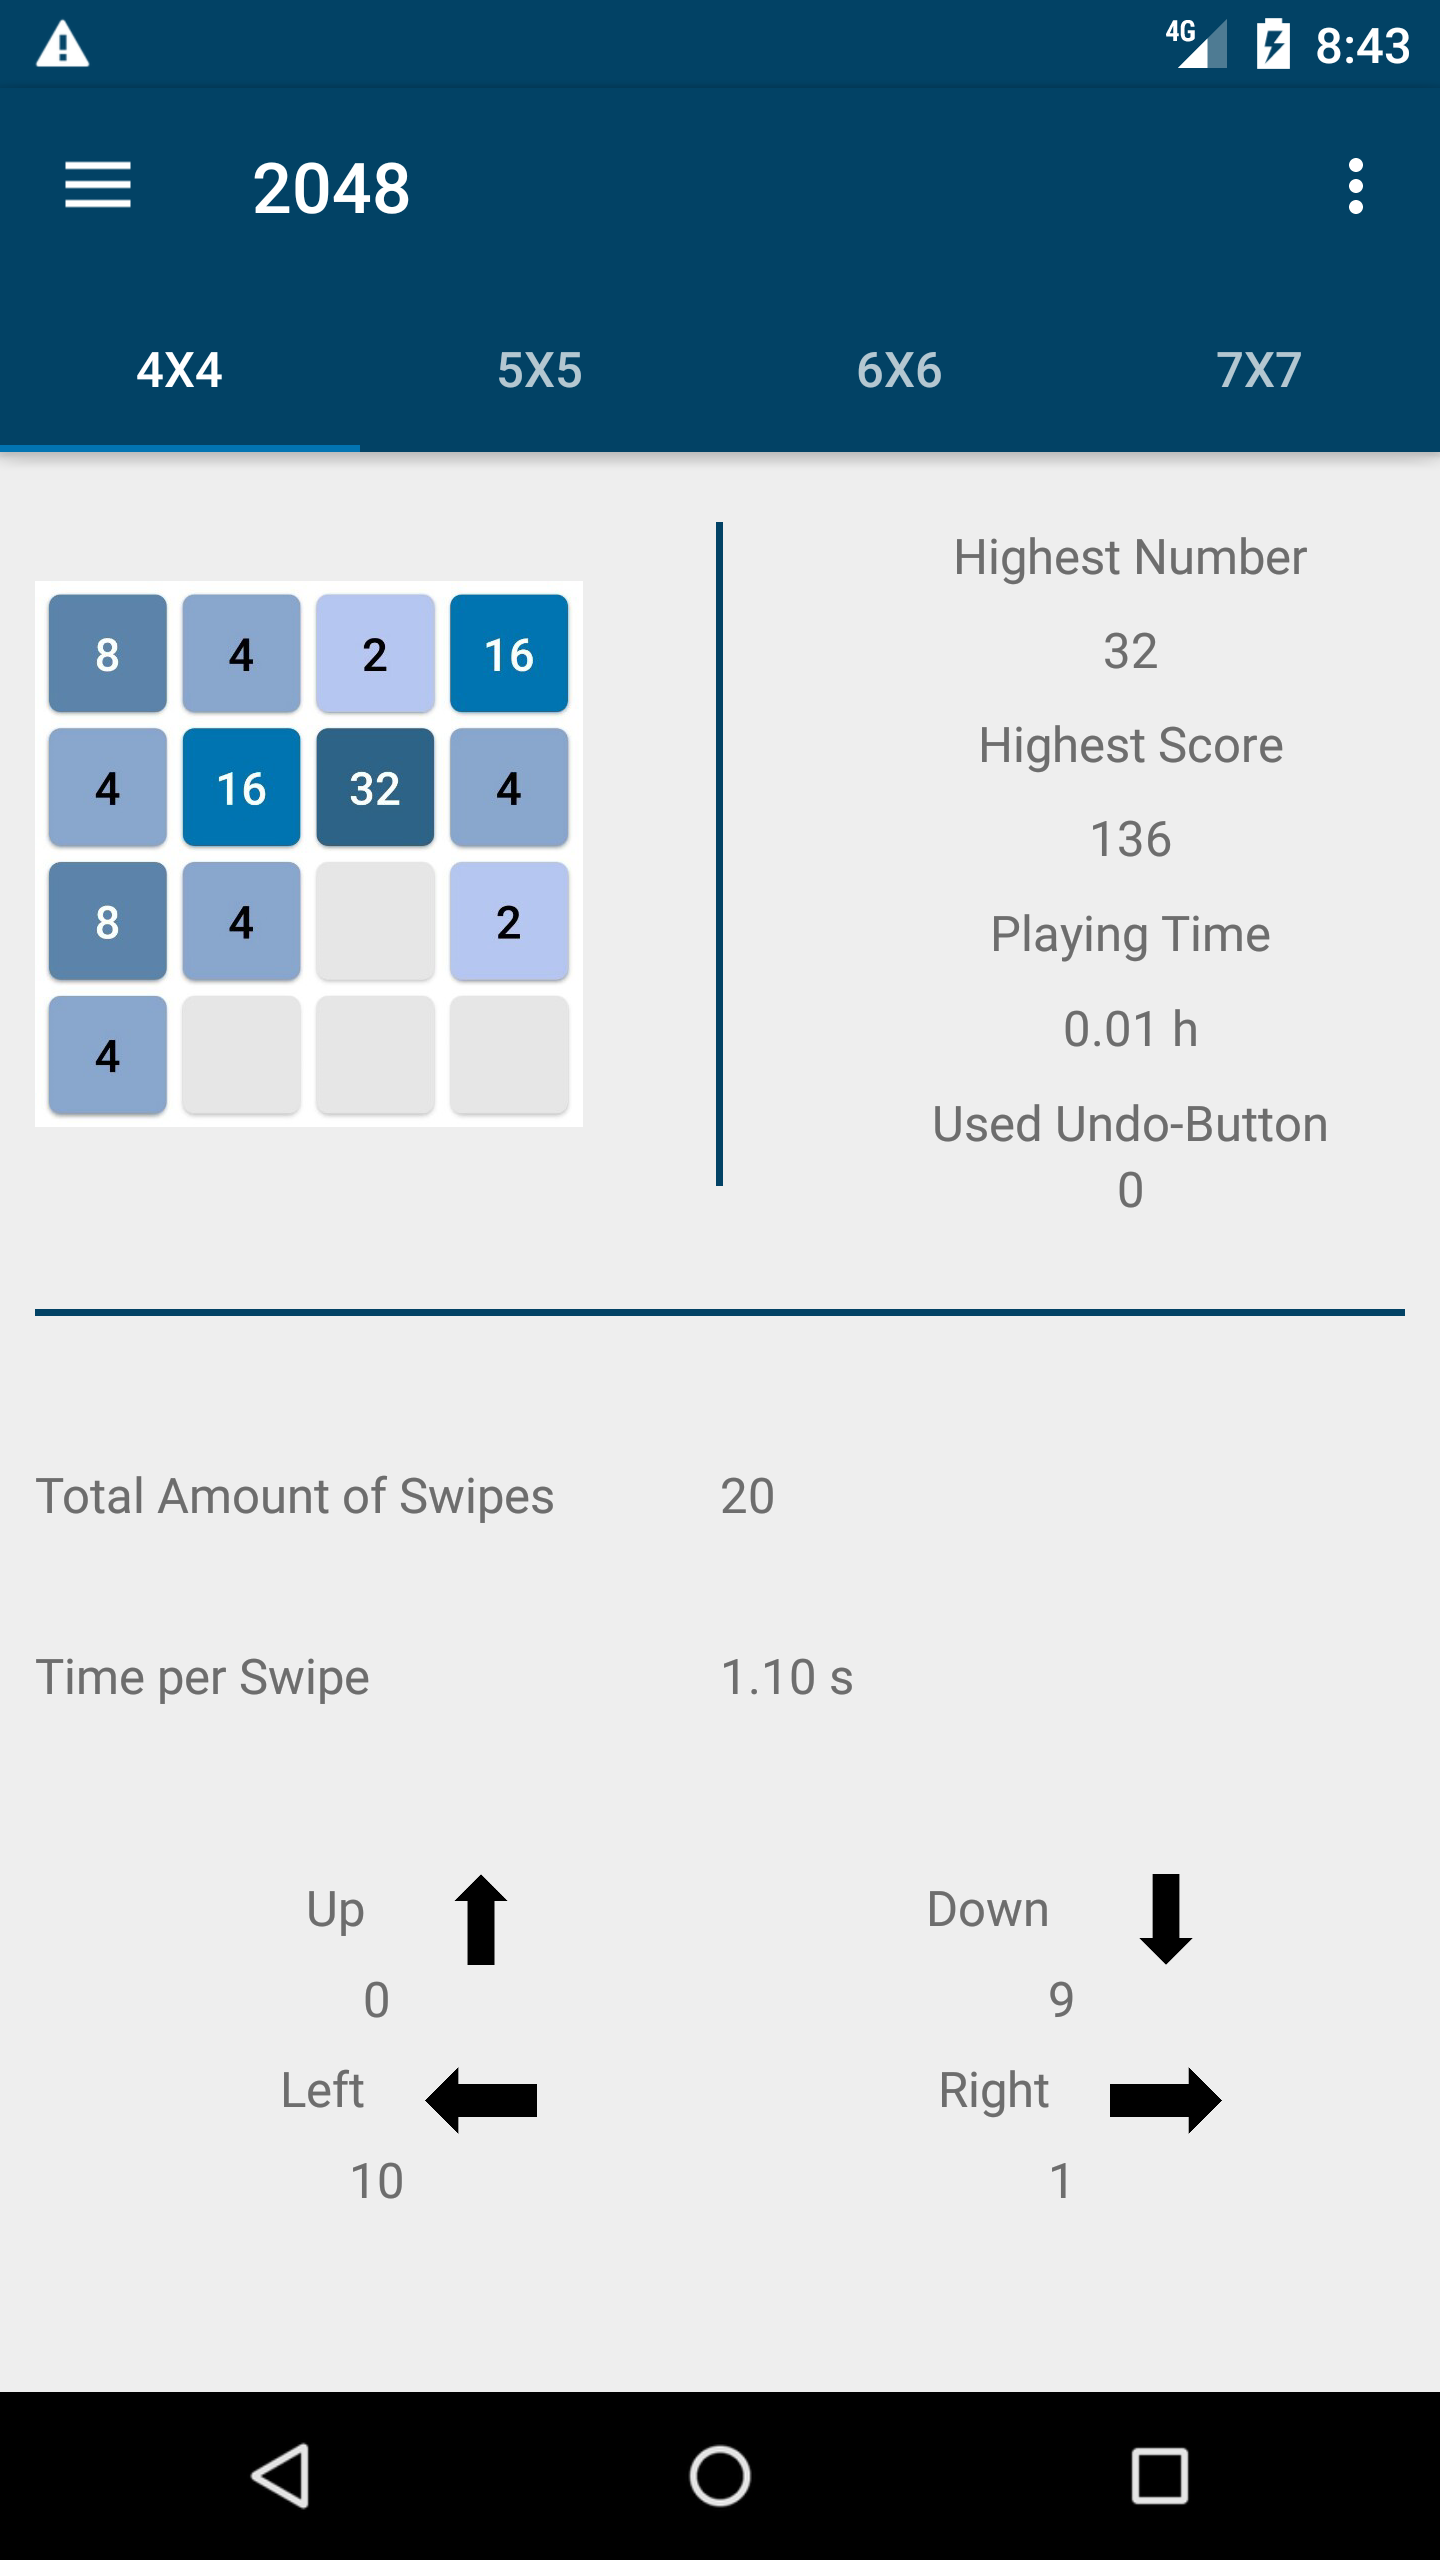 4G 8:43
2048
4X4 5X5 6X6 7X7
8 4 2 16
4 16 32 4
8 4 2
4
Highest Number
32
Highest Score
136
Playing Time
0.01 h
Used Undo-Button
0
Total Amount of Swipes 20
Time per Swipe 1.10 s
Up Down
0 9
Left Right
10 1